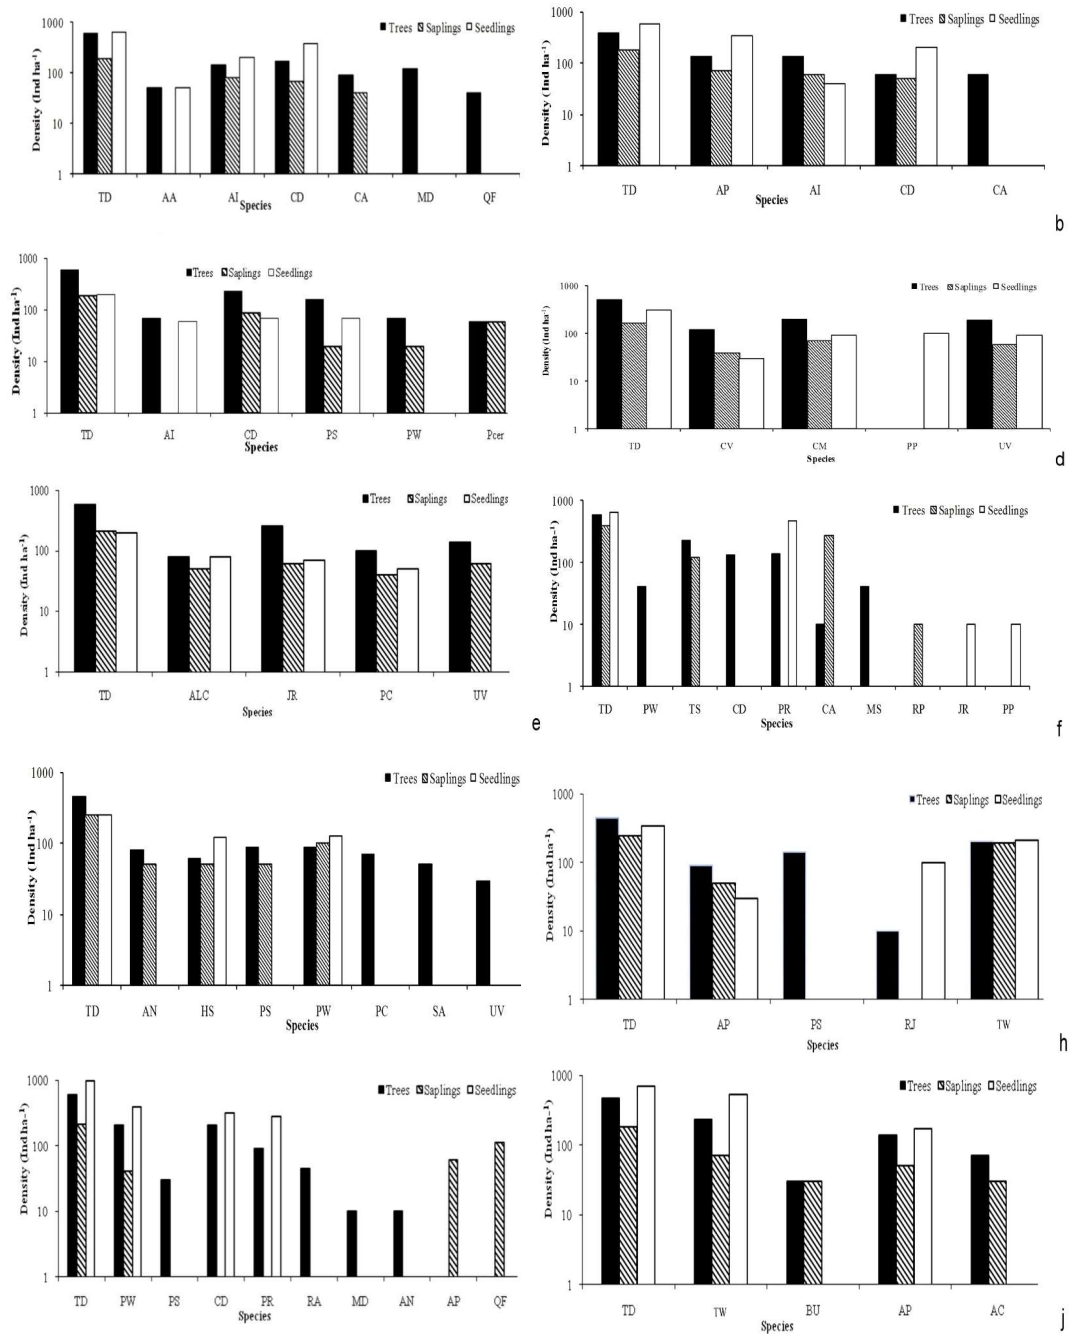 Trees Saplings Seedlings
1000
100
10
1
Density (Ind ha⁻¹)
TD AA AI CD CA MD QF
Species
Trees Saplings Seedlings
1000
100
10
1
Density (Ind ha⁻¹)
TD AP AI CD CA
Species
b
Trees Saplings Seedlings
1000
100
10
1
Density (Ind ha⁻¹)
TD AI CD PS PW Pcer
Species
Trees Saplings Seedlings
1000
100
10
1
Density (Ind ha⁻¹)
TD CV CM PP UV
Species
d
Trees Saplings Seedlings
1000
100
10
1
Density (Ind ha⁻¹)
TD ALC JR PC UV
Species
e
Trees Saplings Seedlings
1000
100
10
1
Density (Ind ha⁻¹)
TD PW TS CD PR CA MS RP JR PP
Species
f
Trees Saplings Seedlings
1000
100
10
1
Density (Ind ha⁻¹)
TD AN HS PS PW PC SA UV
Species
Trees Saplings Seedlings
1000
100
10
1
Density (Ind ha⁻¹)
TD AP PS RJ TW
Species
h
Trees Saplings Seedlings
1000
100
10
1
Density (Ind ha⁻¹)
TD PW PS CD PR RA MD AN AP QF
Species
Trees Saplings Seedlings
1000
100
10
1
Density (Ind ha⁻¹)
TD TW BU AP AC
Species
j